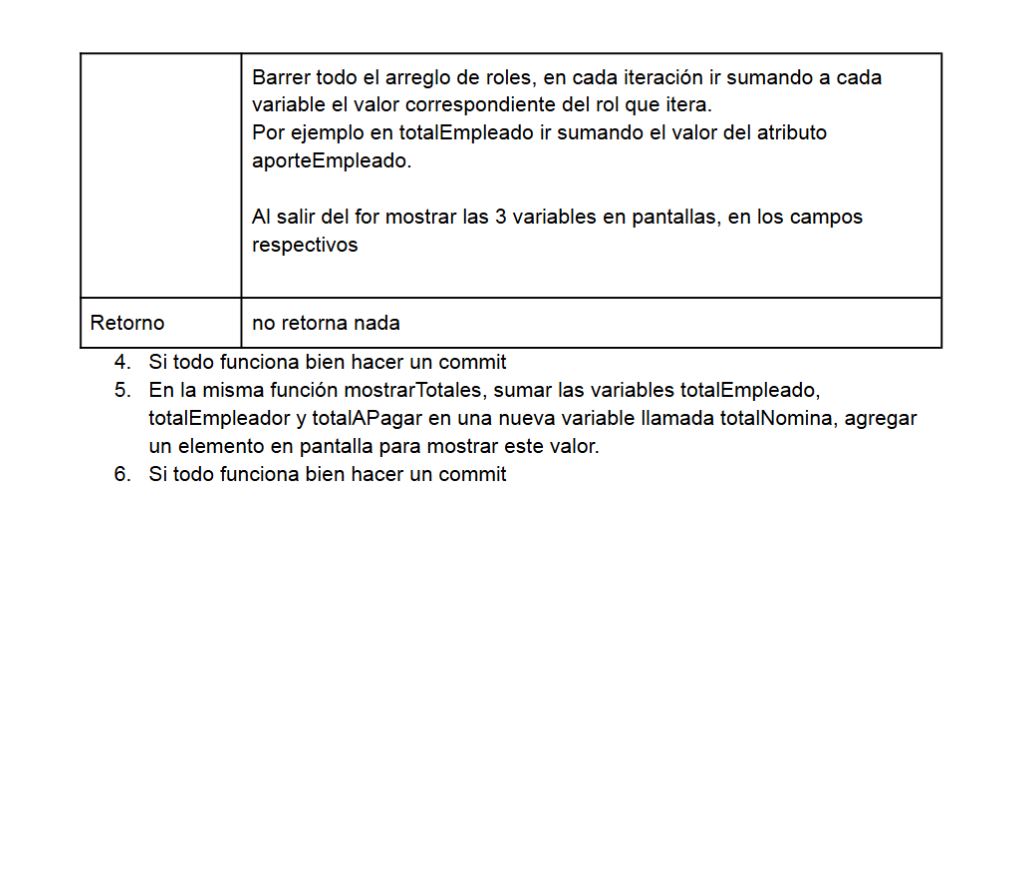 Barrer todo el arreglo de roles, en cada iteración ir sumando a cada
variable el valor correspondiente del rol que itera.
Por ejemplo en totalEmpleado ir sumando el valor del atributo
aporteEmpleado.
Al salir del for mostrar las 3 variables en pantallas, en los campos
respectivos
Retorno no retorna nada
4. Si todo funciona bien hacer un commit
5. En la misma función mostrarTotales, sumar las variables totalEmpleado,
totalEmpleador y totalAPagar en una nueva variable llamada totalNomina, agregar
un elemento en pantalla para mostrar este valor.
6. Si todo funciona bien hacer un commit